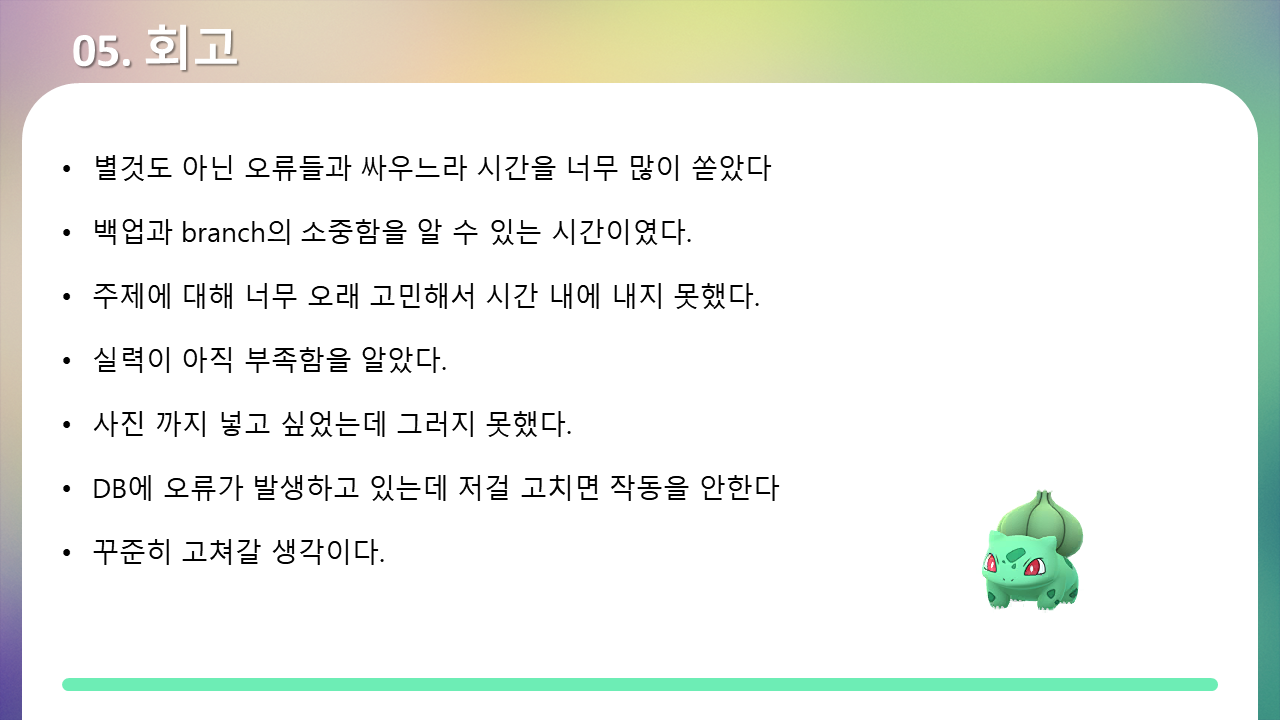 05. 회고
• 별것도 아닌 오류들과 싸우느라 시간을 너무 많이 쏟았다
• 백업과 branch의 소중함을 알 수 있는 시간이였다.
• 주제에 대해 너무 오래 고민해서 시간 내에 내지 못했다.
• 실력이 아직 부족함을 알았다.
• 사진 까지 넣고 싶었는데 그러지 못했다.
• DB에 오류가 발생하고 있는데 저걸 고치면 작동을 안한다
• 꾸준히 고쳐갈 생각이다.